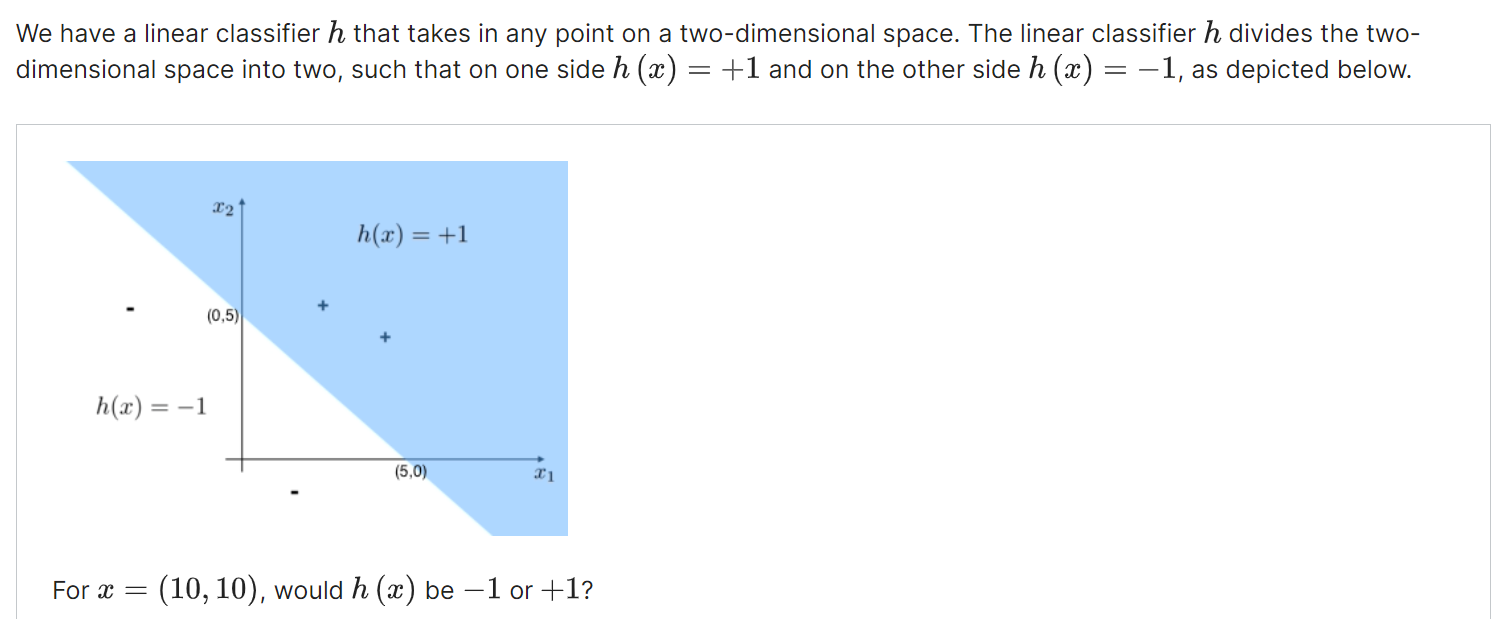 We have a linear classifier h that takes in any point on a two-dimensional space. The linear classifier h divides the two-
dimensional space into two, such that on one side h (x) = +1 and on the other side h (x) = −1, as depicted below.
x₂
h(x) = +1
+
-
(0,5)
+
h(x) = −1
(5,0)
x₁
-
For x = (10, 10), would h (x) be −1 or +1?